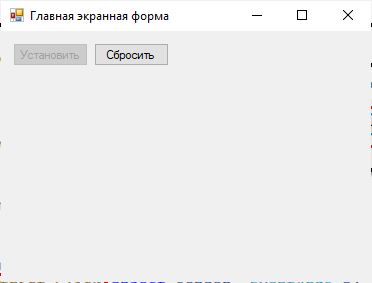 Главная экранная форма
Установить Сбросить